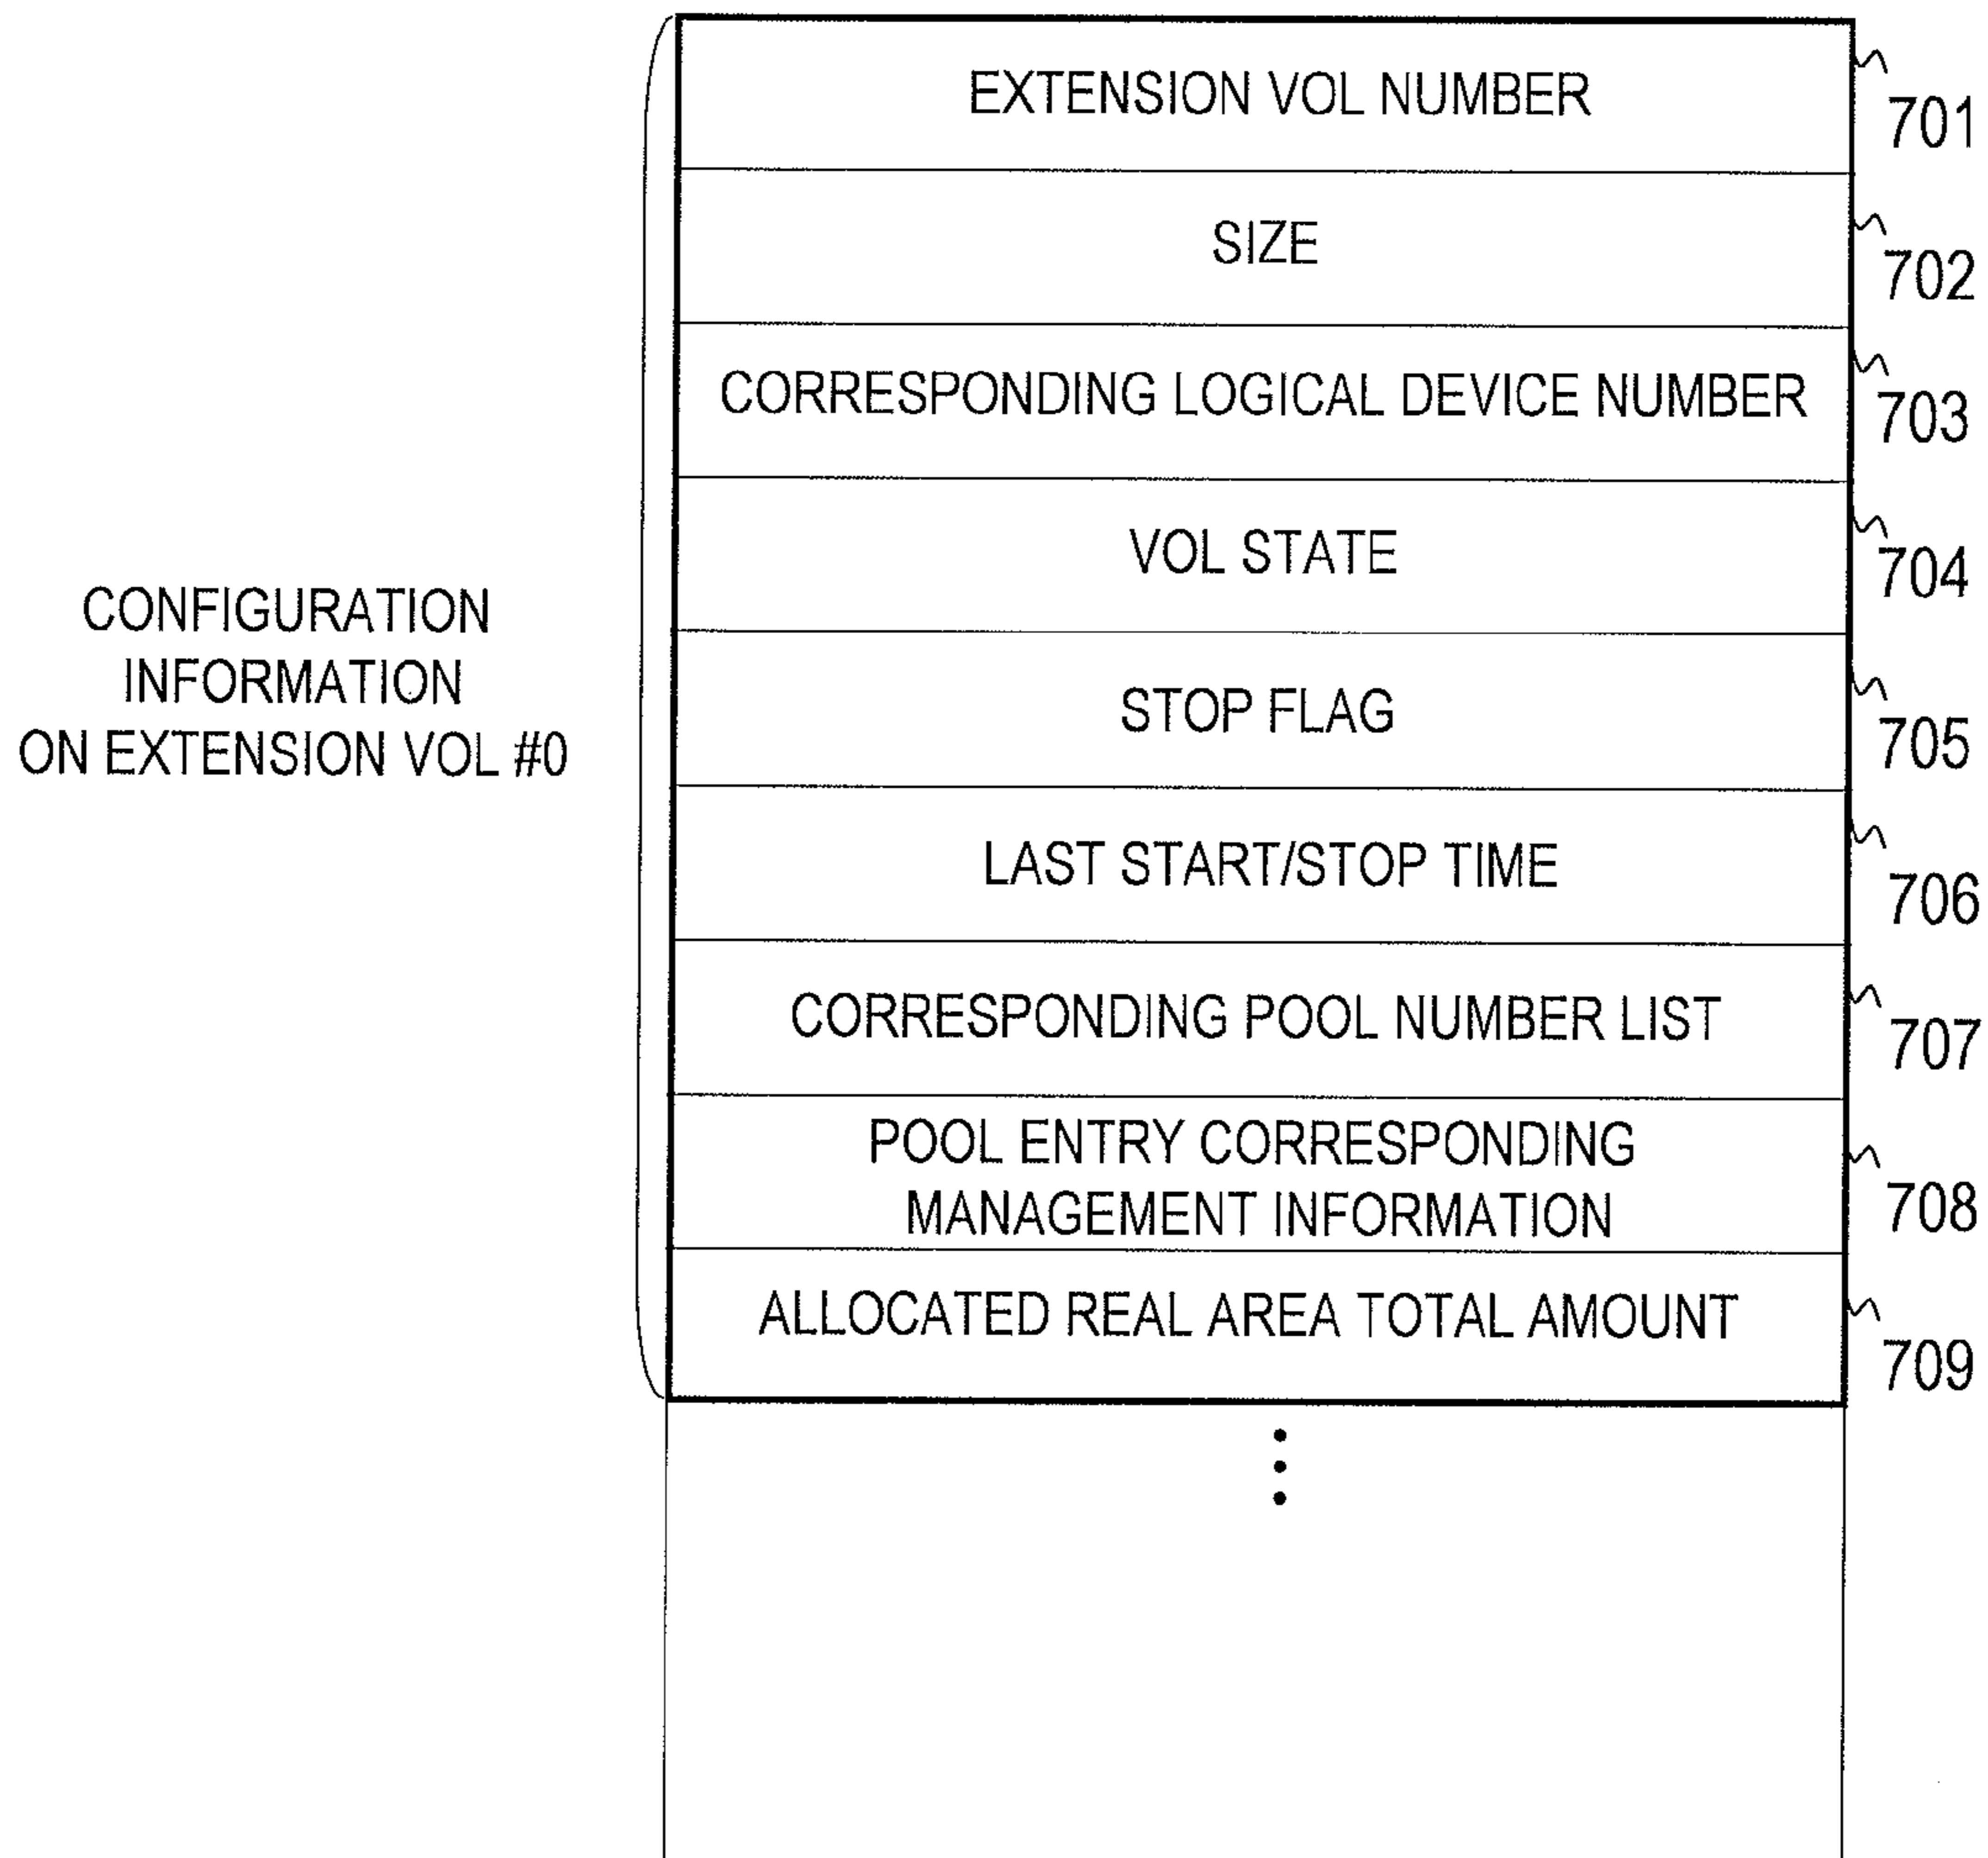 EXTENSION VOL NUMBER
701
SIZE
702
CORRESPONDING LOGICAL DEVICE NUMBER
703
VOL STATE
704
CONFIGURATION
INFORMATION
ON EXTENSION VOL #0
STOP FLAG
705
LAST START/STOP TIME
706
CORRESPONDING POOL NUMBER LIST
707
POOL ENTRY CORRESPONDING
MANAGEMENT INFORMATION
708
ALLOCATED REAL AREA TOTAL AMOUNT
709